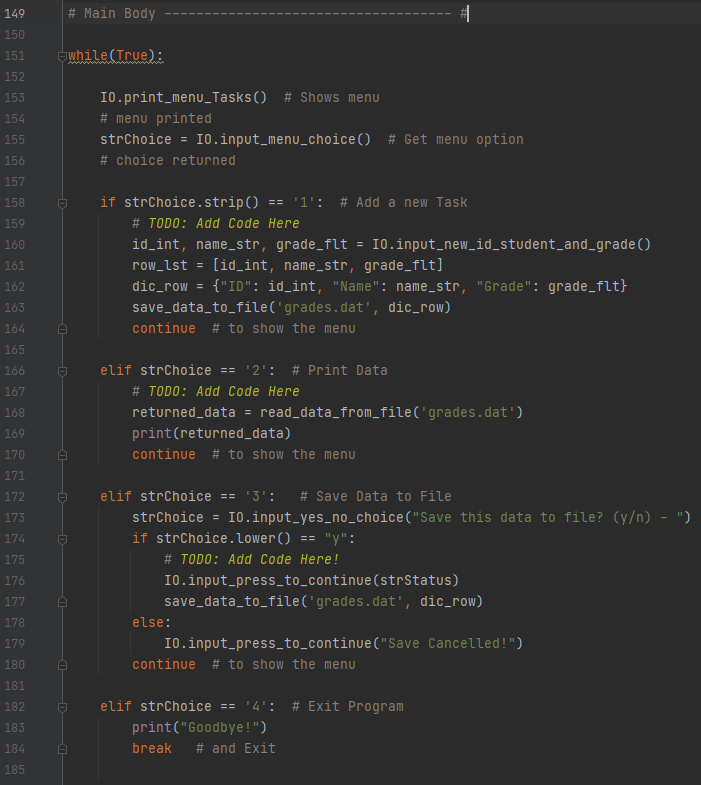 149 # Main Body ------------------------------------ #
150
151 while(True):
152
153 IO.print_menu_Tasks()  # Shows menu
154 # menu printed
155 strChoice = IO.input_menu_choice()  # Get menu option
156 # choice returned
157
158 if strChoice.strip() == '1':  # Add a new Task
159 # TODO: Add Code Here
160 id_int, name_str, grade_flt = IO.input_new_id_student_and_grade()
161 row_lst = [id_int, name_str, grade_flt]
162 dic_row = {"ID": id_int, "Name": name_str, "Grade": grade_flt}
163 save_data_to_file('grades.dat', dic_row)
164 continue  # to show the menu
165
166 elif strChoice == '2':  # Print Data
167 # TODO: Add Code Here
168 returned_data = read_data_from_file('grades.dat')
169 print(returned_data)
170 continue  # to show the menu
171
172 elif strChoice == '3':   # Save Data to File
173 strChoice = IO.input_yes_no_choice("Save this data to file? (y/n) - ")
174 if strChoice.lower() == "y":
175 # TODO: Add Code Here!
176 IO.input_press_to_continue(strStatus)
177 save_data_to_file('grades.dat', dic_row)
178 else:
179 IO.input_press_to_continue("Save Cancelled!")
180 continue  # to show the menu
181
182 elif strChoice == '4':  # Exit Program
183 print("Goodbye!")
184 break   # and Exit
185